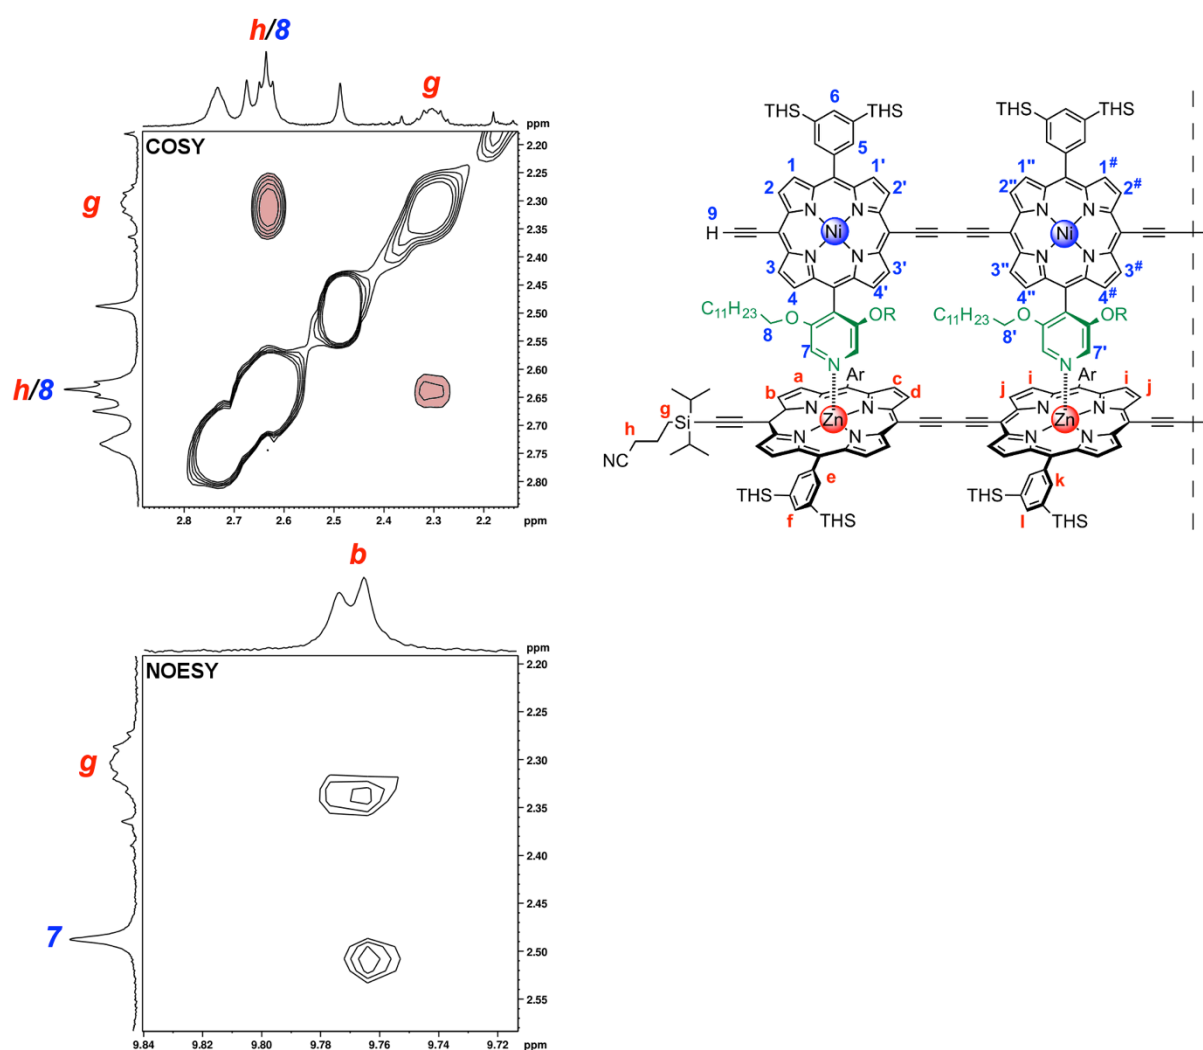 h/8
g
COSY
ppm
2.20
2.25
2.30
2.35
2.40
2.45
2.50
2.55
2.60
2.65
2.70
2.75
2.80
g
h/8
2.8 2.7 2.6 2.5 2.4 2.3 2.2 ppm
b
NOESY
ppm
2.20
2.25
2.30
2.35
2.40
2.45
2.50
2.55
g
7
9.84 9.82 9.80 9.78 9.76 9.74 9.72 ppm
6
THS THS THS THS
5
1 1' 1" 1#
2 2' 2" 2#
N N N N
9
H Ni Ni
N N N N
3 3' 3" 3#
4 4' 4" 4#
C11H23 O OR C11H23 O OR
8 8'
7 7'
N N
Ar Ar
a c i i
b d j j
N N N N
g Si Zn Zn
h
N N N N
NC
e k
THS THS
f THS l THS